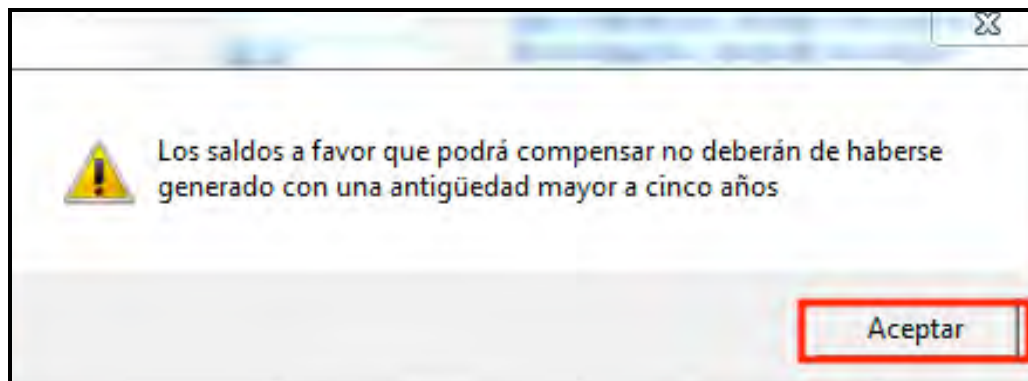 Los saldos a favor que podrá compensar no deberán de haberse
generado con una antigüedad mayor a cinco años
Aceptar